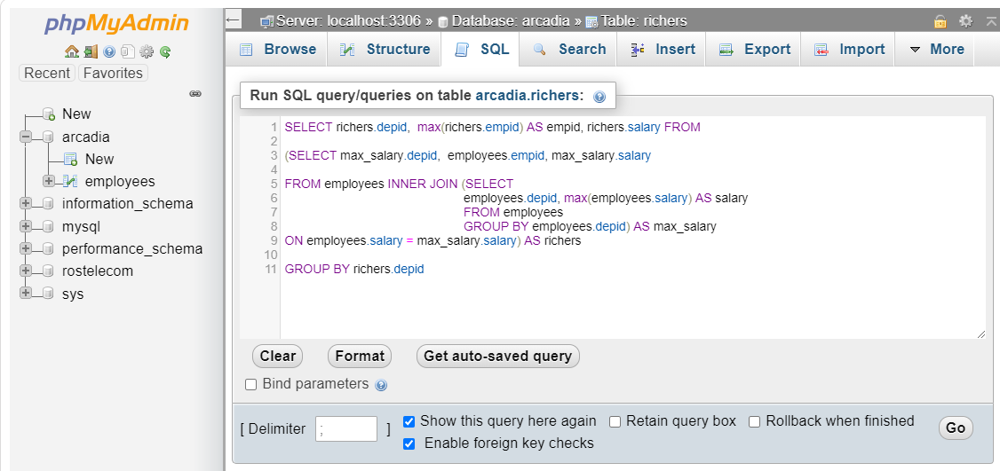 phpMyAdmin
Recent Favorites
New
arcadia
New
employees
information_schema
mysql
performance_schema
rostelecom
sys
Server: localhost:3306 » Database: arcadia » Table: richers
Browse Structure SQL Search Insert Export Import More
Run SQL query/queries on table arcadia.richers:
1 SELECT richers.depid, max(richers.empid) AS empid, richers.salary FROM
2
3 (SELECT max_salary.depid, employees.empid, max_salary.salary
4
5 FROM employees INNER JOIN (SELECT
6 employees.depid, max(employees.salary) AS salary
7 FROM employees
8 GROUP BY employees.depid) AS max_salary
9 ON employees.salary = max_salary.salary) AS richers
10
11 GROUP BY richers.depid
Clear Format Get auto-saved query
Bind parameters
[ Delimiter ; ] Show this query here again Retain query box Rollback when finished Go
Enable foreign key checks